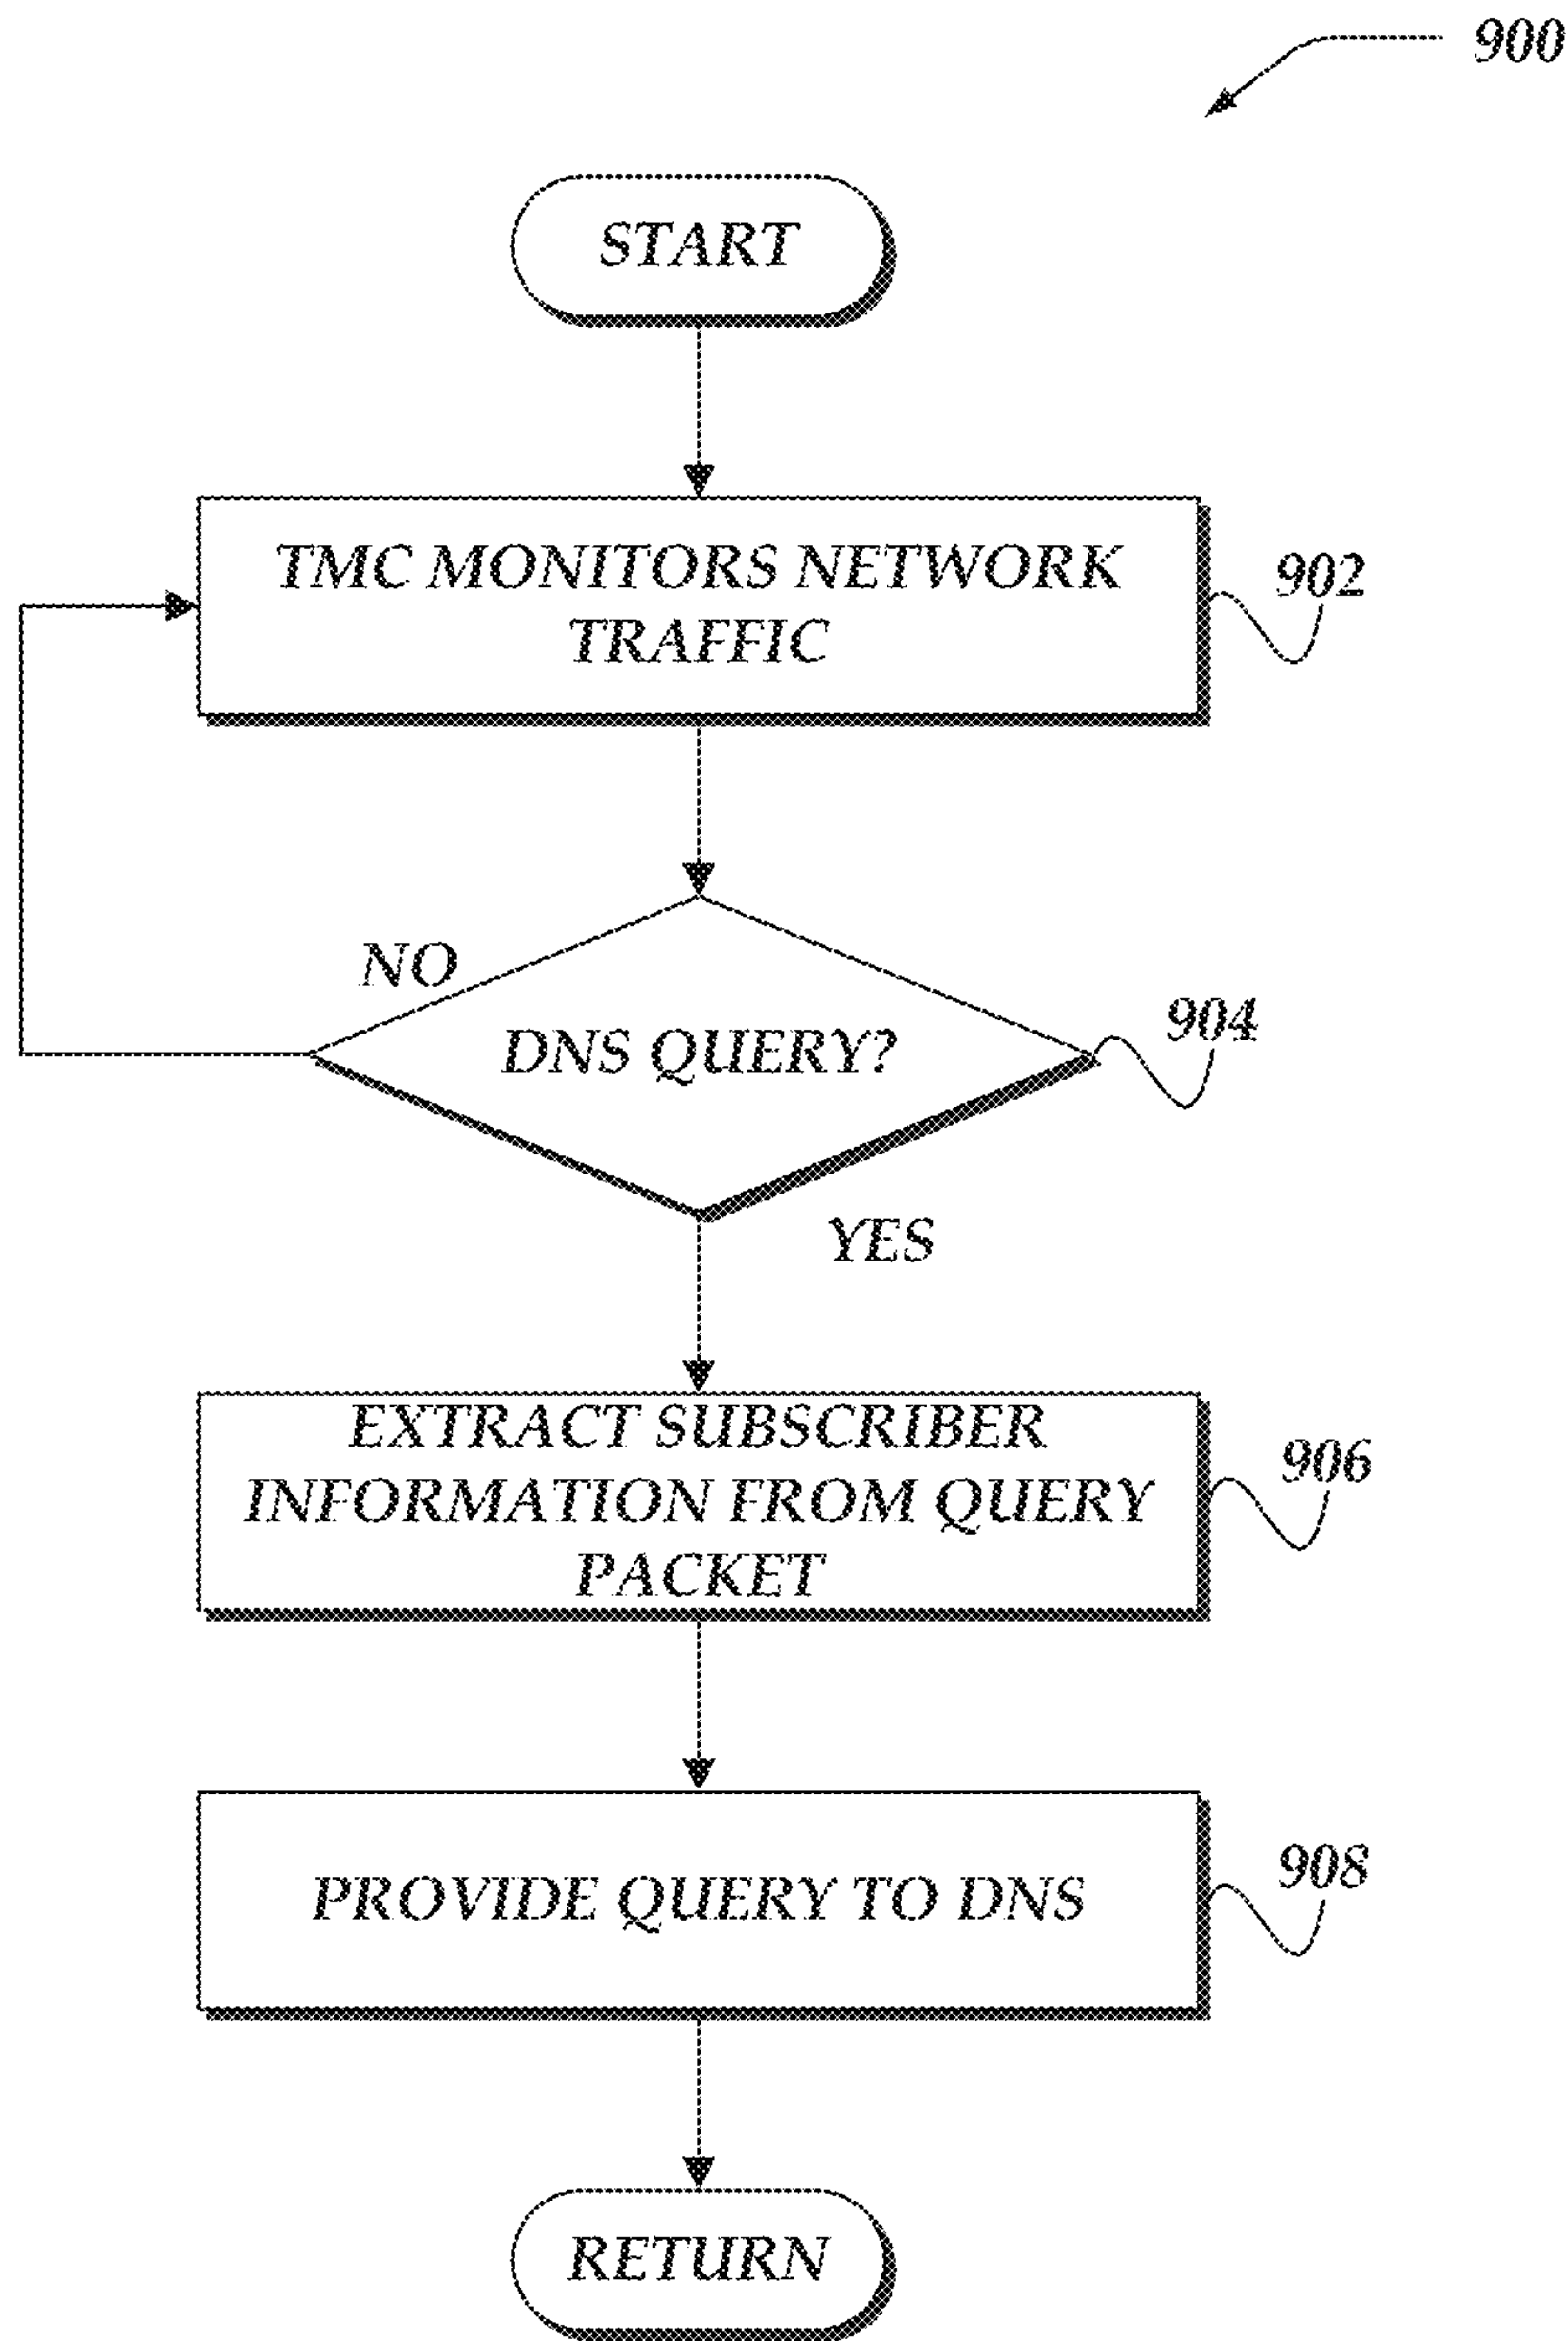 900
START
TMC MONITORS NETWORK
TRAFFIC
902
NO
DNS QUERY?
904
YES
EXTRACT SUBSCRIBER
INFORMATION FROM QUERY
PACKET
906
PROVIDE QUERY TO DNS
908
RETURN